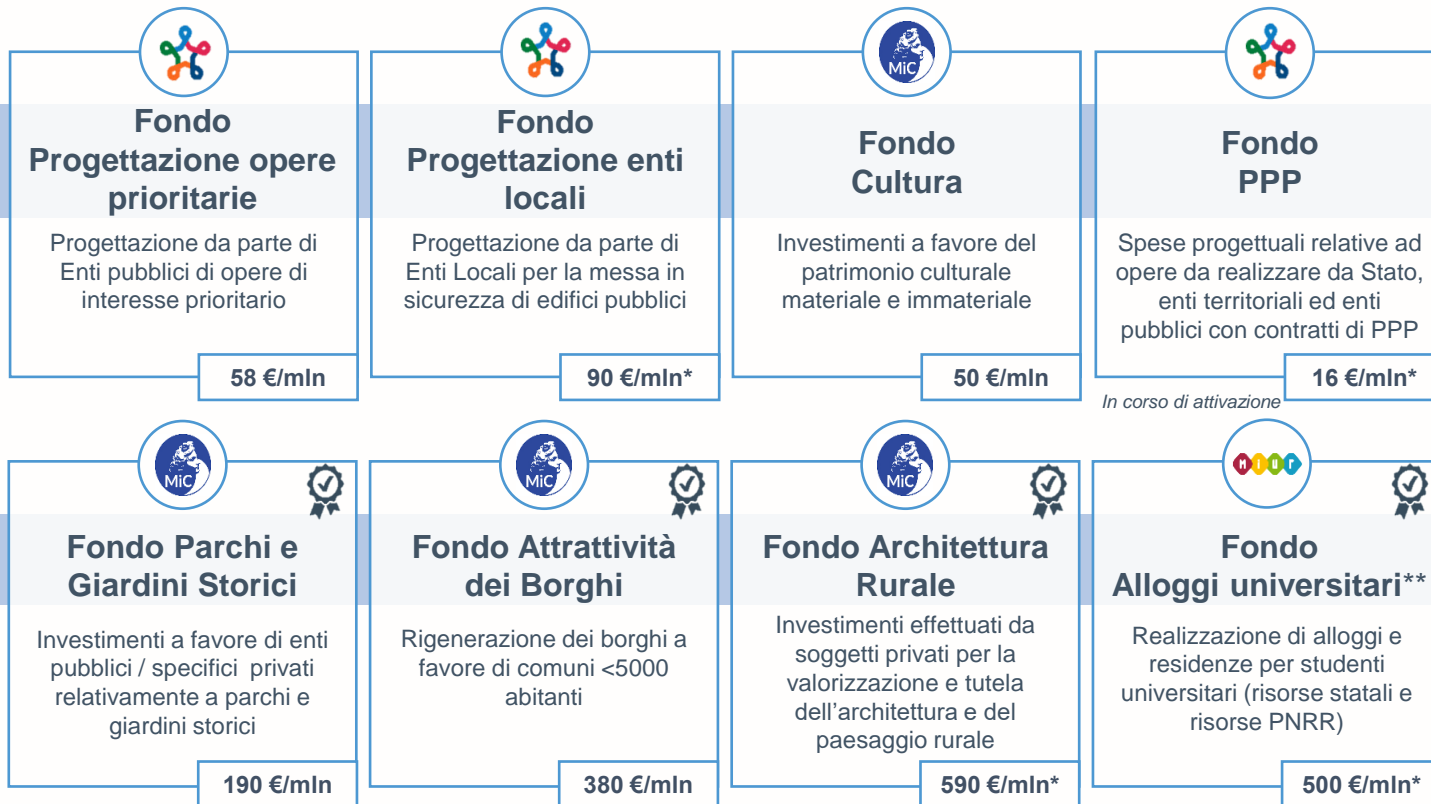 Fondo
Progettazione opere
prioritarie
Progettazione da parte di
Enti pubblici di opere di
interesse prioritario
58 €/mln
Fondo
Progettazione enti
locali
Progettazione da parte di
Enti Locali per la messa in
sicurezza di edifici pubblici
90 €/mln*
MiC
Fondo
Cultura
Investimenti a favore del
patrimonio culturale
materiale e immateriale
50 €/mln
Fondo
PPP
Spese progettuali relative ad
opere da realizzare da Stato,
enti territoriali ed enti
pubblici con contratti di PPP
16 €/mln*
In corso di attivazione
MiC
Fondo Parchi e
Giardini Storici
Investimenti a favore di enti
pubblici / specifici privati
relativamente a parchi e
giardini storici
190 €/mln
MiC
Fondo Attrattività
dei Borghi
Rigenerazione dei borghi a
favore di comuni <5000
abitanti
380 €/mln
MiC
Fondo Architettura
Rurale
Investimenti effettuati da
soggetti privati per la
valorizzazione e tutela
dell'architettura e del
paesaggio rurale
590 €/mln*
MIUR
Fondo
Alloggi universitari**
Realizzazione di alloggi e
residenze per studenti
universitari (risorse statali e
risorse PNRR)
500 €/mln*